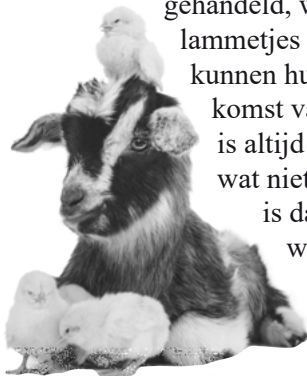 gehandeld, w
lammetjes
kunnen hu
komst va
is altijd
wat niet
is da
w